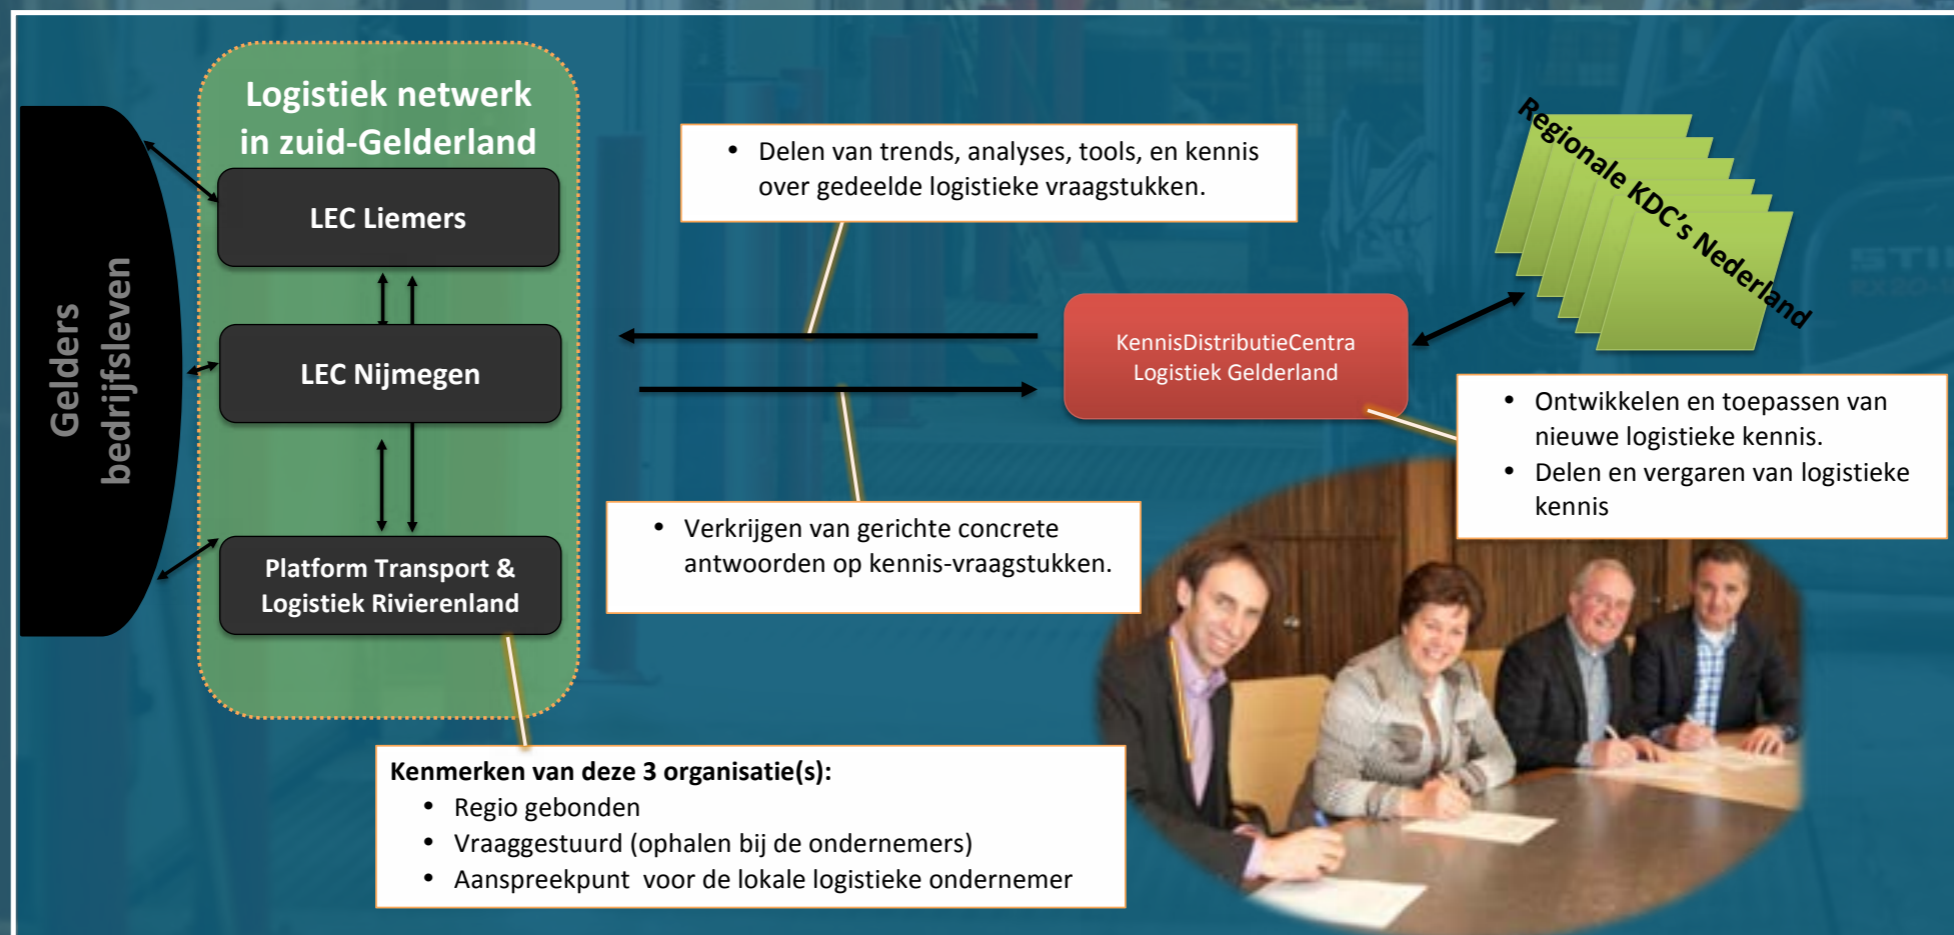 Logistiek netwerk
in zuid-Gelderland
Gelders
bedrijfsleven
LEC Liemers
LEC Nijmegen
Platform Transport &
Logistiek Rivierenland
• Delen van trends, analyses, tools, en kennis
over gedeelde logistieke vraagstukken.
• Verkrijgen van gerichte concrete
antwoorden op kennis-vraagstukken.
KennisDistributieCentra
Logistiek Gelderland
Regionale KDC's Nederland
• Ontwikkelen en toepassen van
nieuwe logistieke kennis.
• Delen en vergaren van logistieke
kennis
Kenmerken van deze 3 organisatie(s):
• Regio gebonden
• Vraaggestuurd (ophalen bij de ondernemers)
• Aanspreekpunt voor de lokale logistieke ondernemer